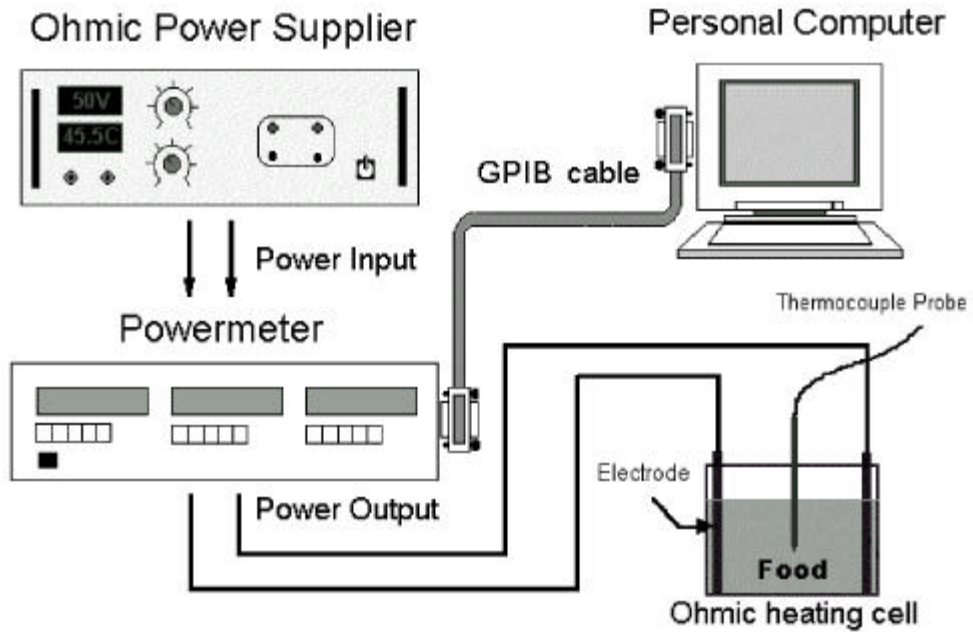 Ohmic Power Supplier
Personal Computer
50V
45.5C
GPIB cable
Power Input
Thermocouple Probe
Powermeter
Electrode
Power Output
Food
Ohmic heating cell